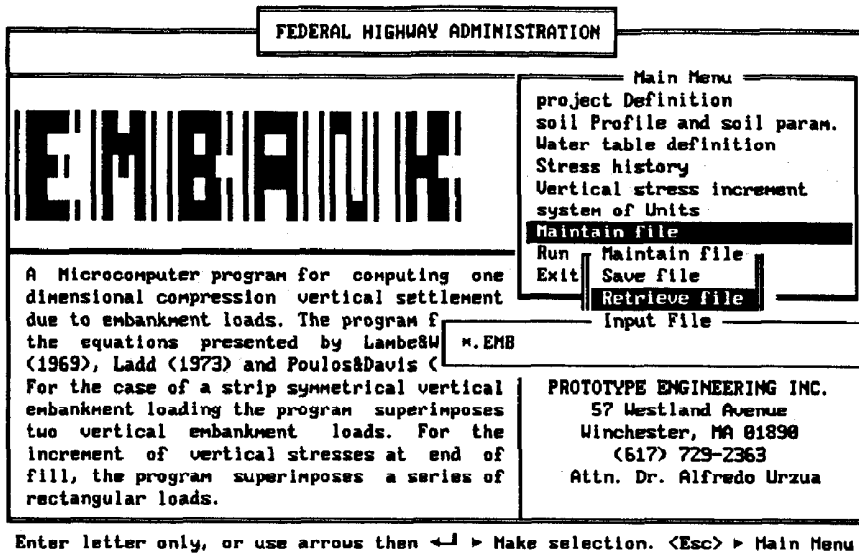 FEDERAL HIGHWAY ADMINISTRATION
EMBANK
Main Menu
project Definition
soil Profile and soil param.
Water table definition
Stress history
Vertical stress increment
system of Units
Maintain file
Run
Exit
Maintain file
Save file
Retrieve file
Input File
*.EMB
A Microcomputer program for computing one
dimensional compression vertical settlement
due to embankment loads. The program f
the equations presented by Lambe&W
(1969), Ladd (1973) and Poulos&Davis (
For the case of a strip symmetrical vertical
embankment loading the program superimposes
two vertical embankment loads. For the
increment of vertical stresses at end of
fill, the program superimposes a series of
rectangular loads.
PROTOTYPE ENGINEERING INC.
57 Westland Avenue
Winchester, MA 01890
(617) 729-2363
Attn. Dr. Alfredo Urzua
Enter letter only, or use arrows then ◄┘ ► Make selection. <Esc> ► Main Menu